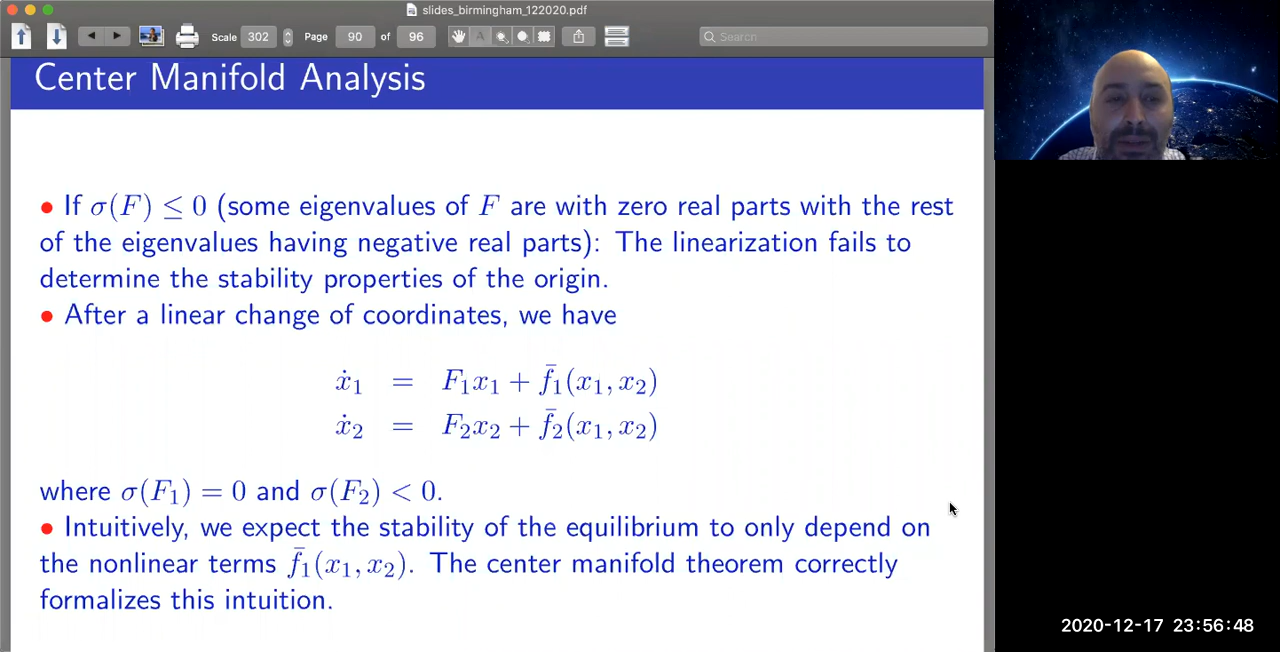 slides_birmingham_122020.pdf
Scale 302 Page 90 of 96 A Search
Center Manifold Analysis
• If σ(F) ≤ 0 (some eigenvalues of F are with zero real parts with the rest
of the eigenvalues having negative real parts): The linearization fails to
determine the stability properties of the origin.
• After a linear change of coordinates, we have
ẋ₁ = F₁x₁ + f̄₁(x₁, x₂)
ẋ₂ = F₂x₂ + f̄₂(x₁, x₂)
where σ(F₁) = 0 and σ(F₂) < 0.
• Intuitively, we expect the stability of the equilibrium to only depend on
the nonlinear terms f̄₁(x₁, x₂). The center manifold theorem correctly
formalizes this intuition.
2020-12-17 23:56:48